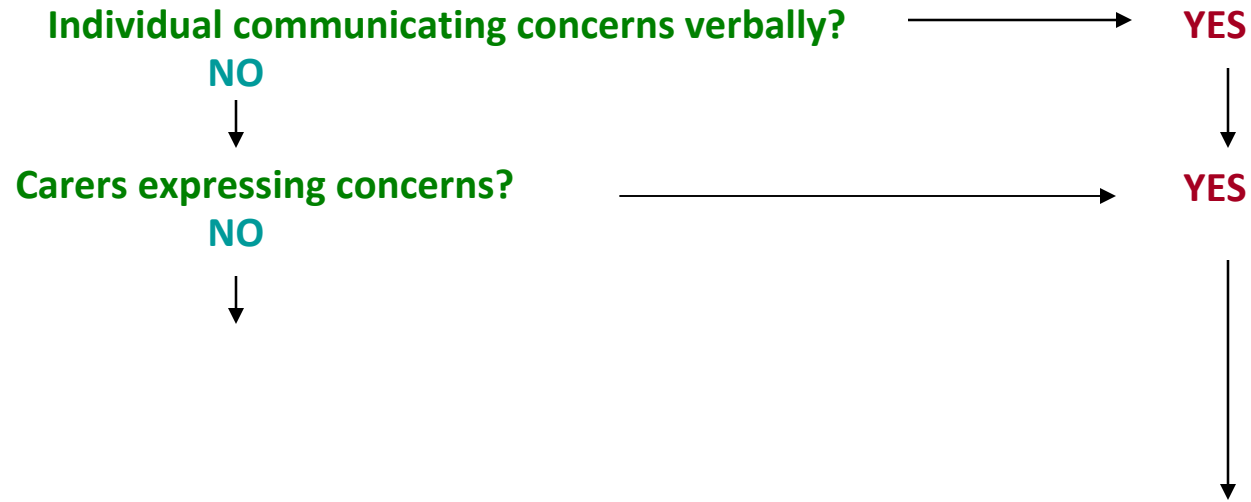 Individual communicating concerns verbally? YES
NO
Carers expressing concerns? YES
NO